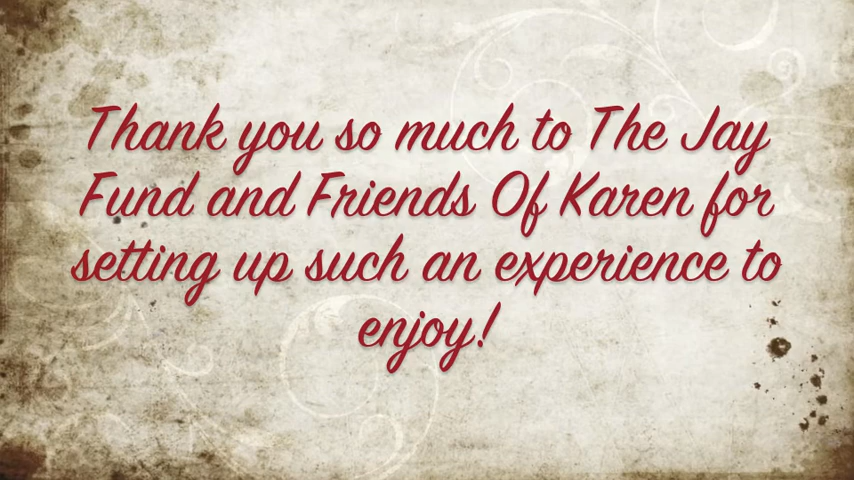 Thank you so much to The Jay
Fund and Friends Of Karen for
setting up such an experience to
enjoy!